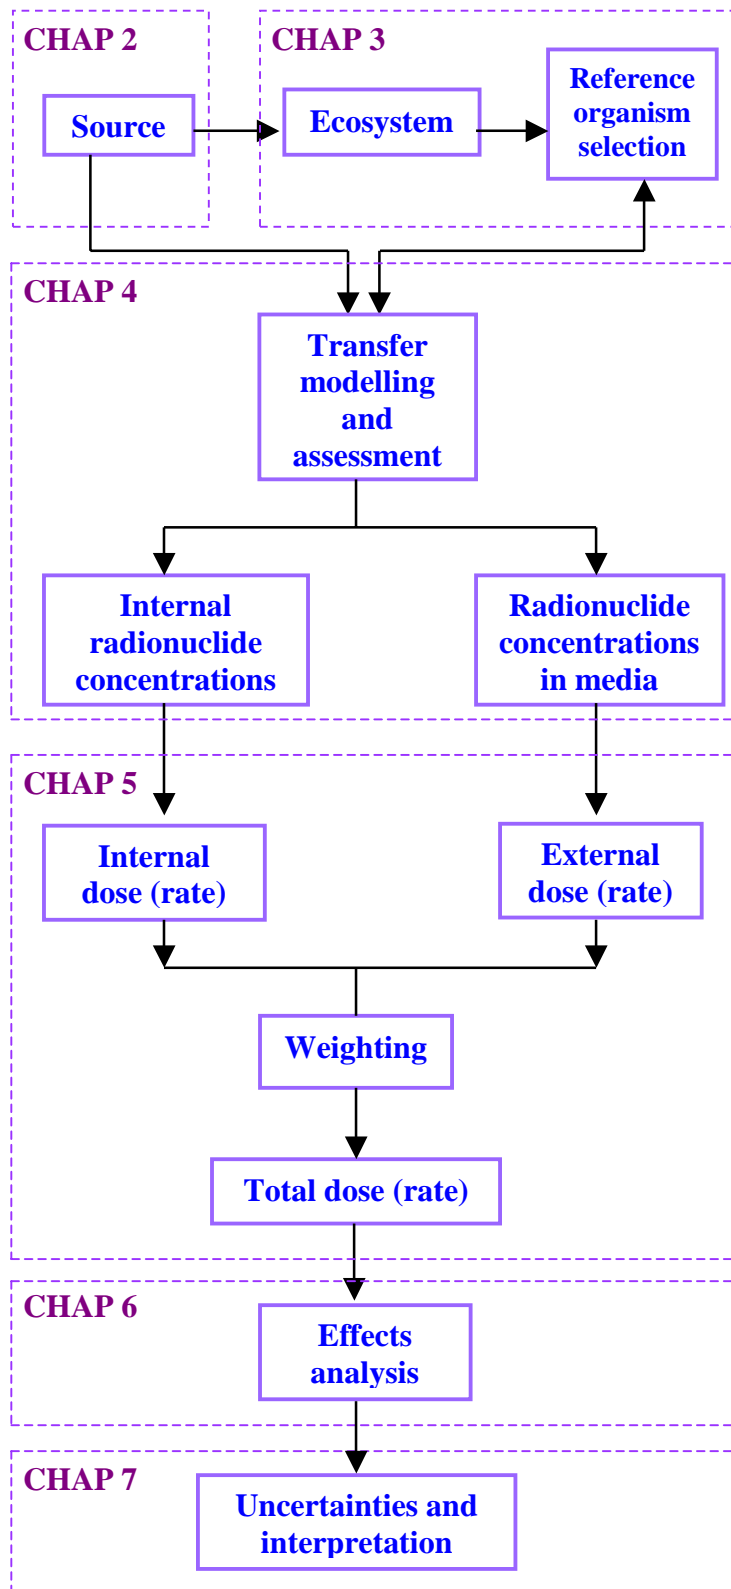 CHAP 2
Source
CHAP 3
Ecosystem
Reference
organism
selection
CHAP 4
Transfer
modelling
and
assessment
Internal
radionuclide
concentrations
Radionuclide
concentrations
in media
CHAP 5
Internal
dose (rate)
External
dose (rate)
Weighting
Total dose (rate)
CHAP 6
Effects
analysis
CHAP 7
Uncertainties and
interpretation